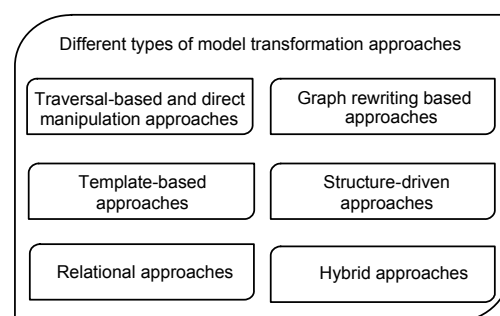 Different types of model transformation approaches
Traversal-based and direct
manipulation approaches
Graph rewriting based
approaches
Template-based
approaches
Structure-driven
approaches
Relational approaches
Hybrid approaches